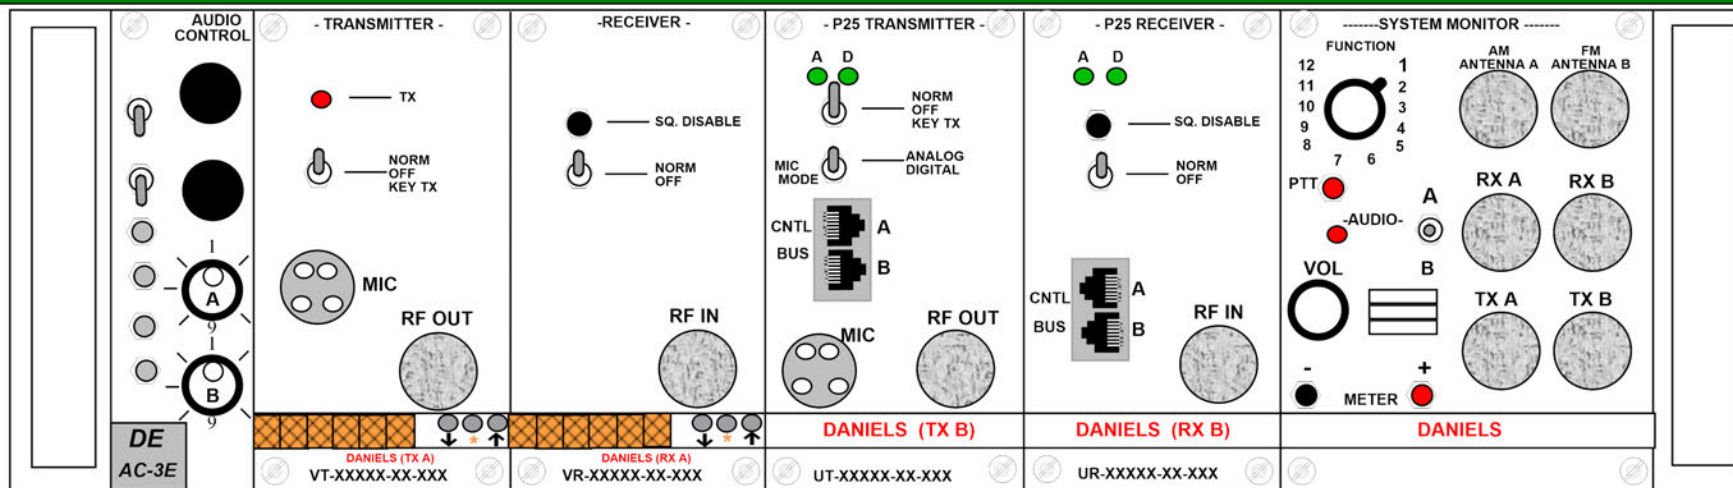 AUDIO
CONTROL
1
A
9
1
B
9
DE
AC-3E
- TRANSMITTER -
TX
NORM
OFF
KEY TX
MIC
RF OUT
*
DANIELS (TX A)
VT-XXXXX-XX-XXX
-RECEIVER -
SQ. DISABLE
NORM
OFF
RF IN
*
DANIELS (RX A)
VR-XXXXX-XX-XXX
- P25 TRANSMITTER -
A D
NORM
OFF
KEY TX
MIC
MODE
ANALOG
DIGITAL
CNTL
BUS
A
B
MIC
RF OUT
DANIELS (TX B)
UT-XXXXX-XX-XXX
- P25 RECEIVER -
A D
SQ. DISABLE
NORM
OFF
CNTL
BUS
A
B
RF IN
DANIELS (RX B)
UR-XXXXX-XX-XXX
-------SYSTEM MONITOR -------
FUNCTION
12 1
11 2
10 3
9 4
8 5
7 6
AM
ANTENNA A
FM
ANTENNA B
PTT
-AUDIO-
A
B
RX A RX B
VOL
TX A TX B
- +
METER
DANIELS